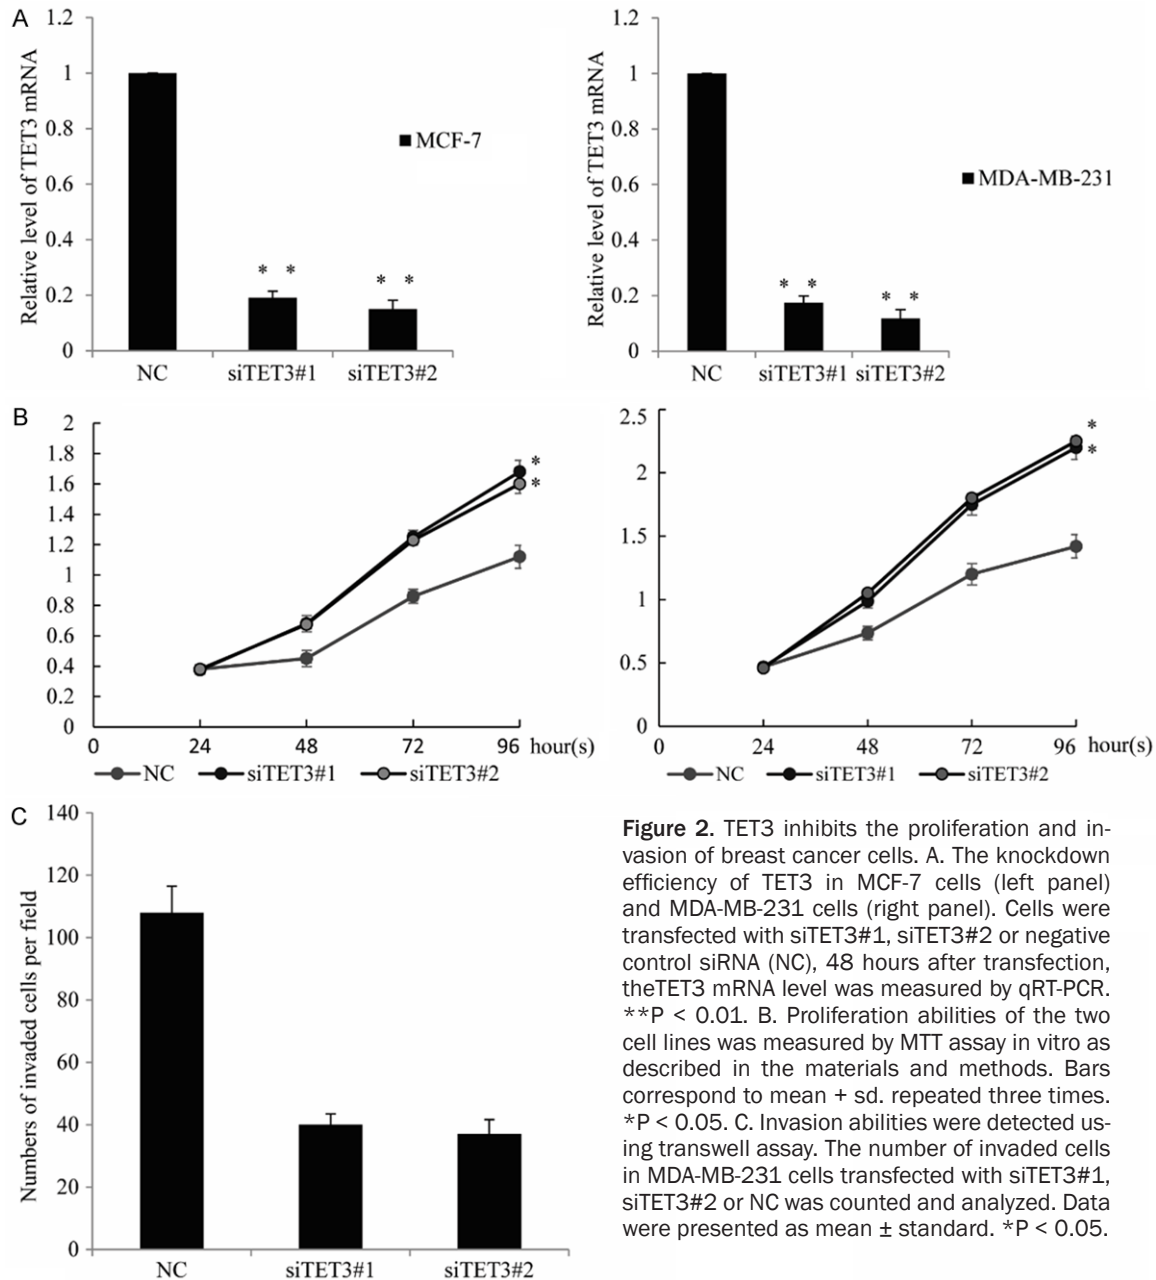 A
1.2
1
0.8
0.6
0.4
0.2
0
Relative level of TET3 mRNA
MCF-7
* *
* *
NC
siTET3#1
siTET3#2
1.2
1
0.8
0.6
0.4
0.2
0
Relative level of TET3 mRNA
MDA-MB-231
* *
* *
NC
siTET3#1
siTET3#2
B
2
1.8
1.6
1.4
1.2
1
0.8
0.6
0.4
0.2
0
*
*
0 24 48 72 96 hour(s)
NC siTET3#1 siTET3#2
2.5
2
1.5
1
0.5
0
*
*
0 24 48 72 96 hour(s)
NC siTET3#1 siTET3#2
C
140
120
100
80
60
40
20
0
Numbers of invaded cells per field
NC
siTET3#1
siTET3#2
Figure 2. TET3 inhibits the proliferation and in-
vasion of breast cancer cells. A. The knockdown
efficiency of TET3 in MCF-7 cells (left panel)
and MDA-MB-231 cells (right panel). Cells were
transfected with siTET3#1, siTET3#2 or negative
control siRNA (NC), 48 hours after transfection,
theTET3 mRNA level was measured by qRT-PCR.
**P < 0.01. B. Proliferation abilities of the two
cell lines was measured by MTT assay in vitro as
described in the materials and methods. Bars
correspond to mean + sd. repeated three times.
*P < 0.05. C. Invasion abilities were detected us-
ing transwell assay. The number of invaded cells
in MDA-MB-231 cells transfected with siTET3#1,
siTET3#2 or NC was counted and analyzed. Data
were presented as mean ± standard. *P < 0.05.